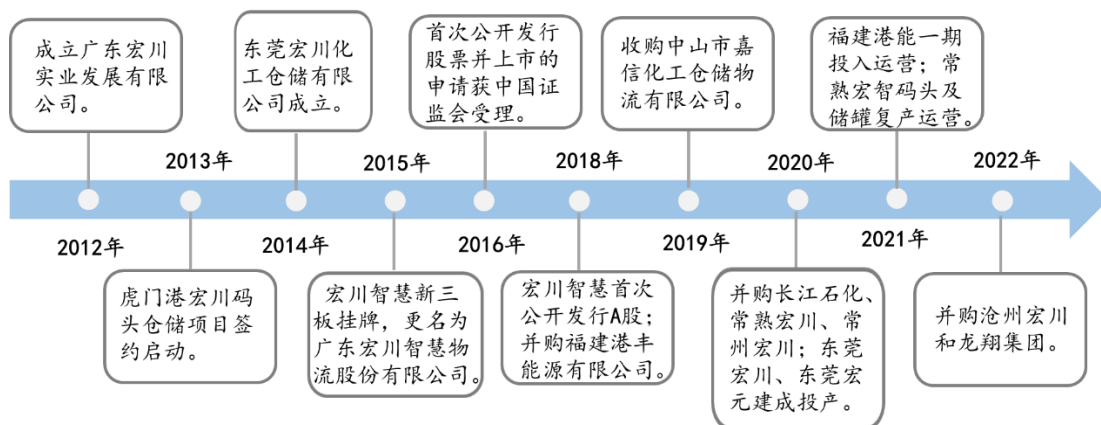 成立广东宏川
实业发展有限
公司。
东莞宏川化
工仓储有限
公司成立。
首次公开发行
股票并上市的
申请获中国证
监会受理。
收购中山市嘉
信化工仓储物
流有限公司。
福建港能一期
投入运营；常
熟宏智码头及
储罐复产运营。
2013年
2015年
2018年
2020年
2022年
2012年
2014年
2016年
2019年
2021年
虎门港宏川码
头仓储项目签
约启动。
宏川智慧新三
板挂牌，更名为
广东宏川智慧物
流股份有限公司。
宏川智慧首次
公开发行A股；
并购福建港丰
能源有限公司。
并购长江石化、
常熟宏川、常
州宏川；东莞
宏川、东莞宏
元建成投产。
并购沧州宏川
和龙翔集团。